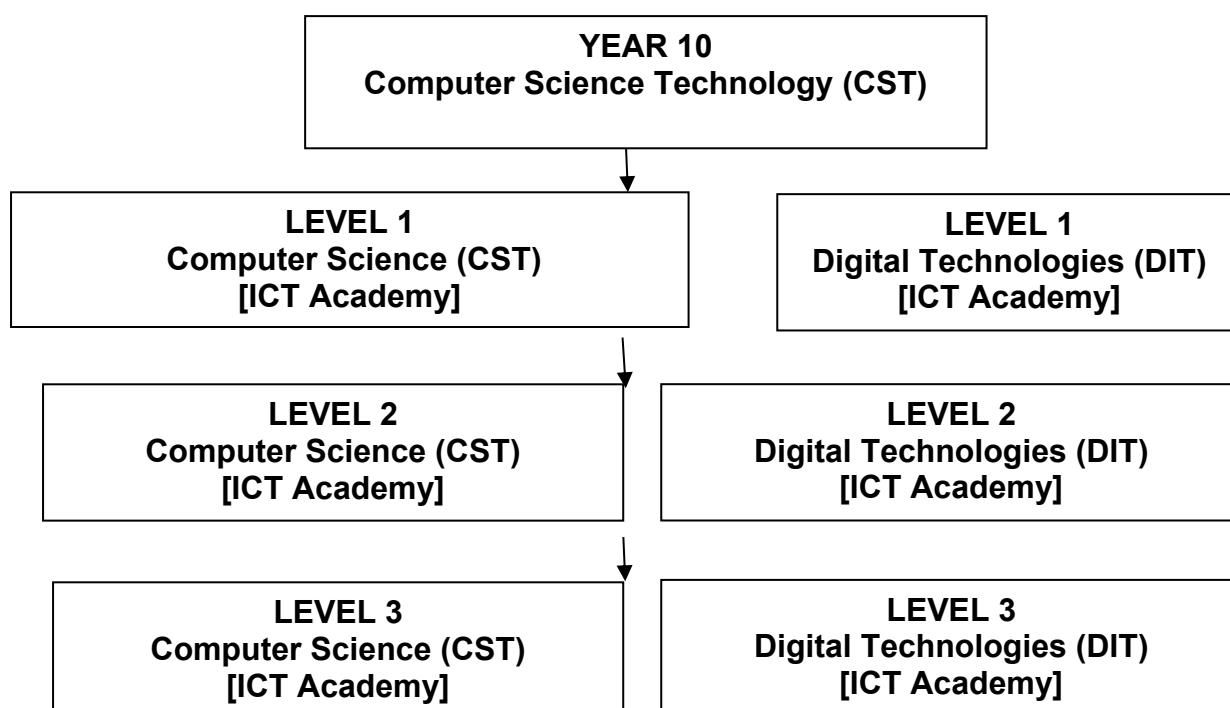 YEAR 10
Computer Science Technology (CST)
LEVEL 1
Computer Science (CST)
[ICT Academy]
LEVEL 1
Digital Technologies (DIT)
[ICT Academy]
LEVEL 2
Computer Science (CST)
[ICT Academy]
LEVEL 2
Digital Technologies (DIT)
[ICT Academy]
LEVEL 3
Computer Science (CST)
[ICT Academy]
LEVEL 3
Digital Technologies (DIT)
[ICT Academy]